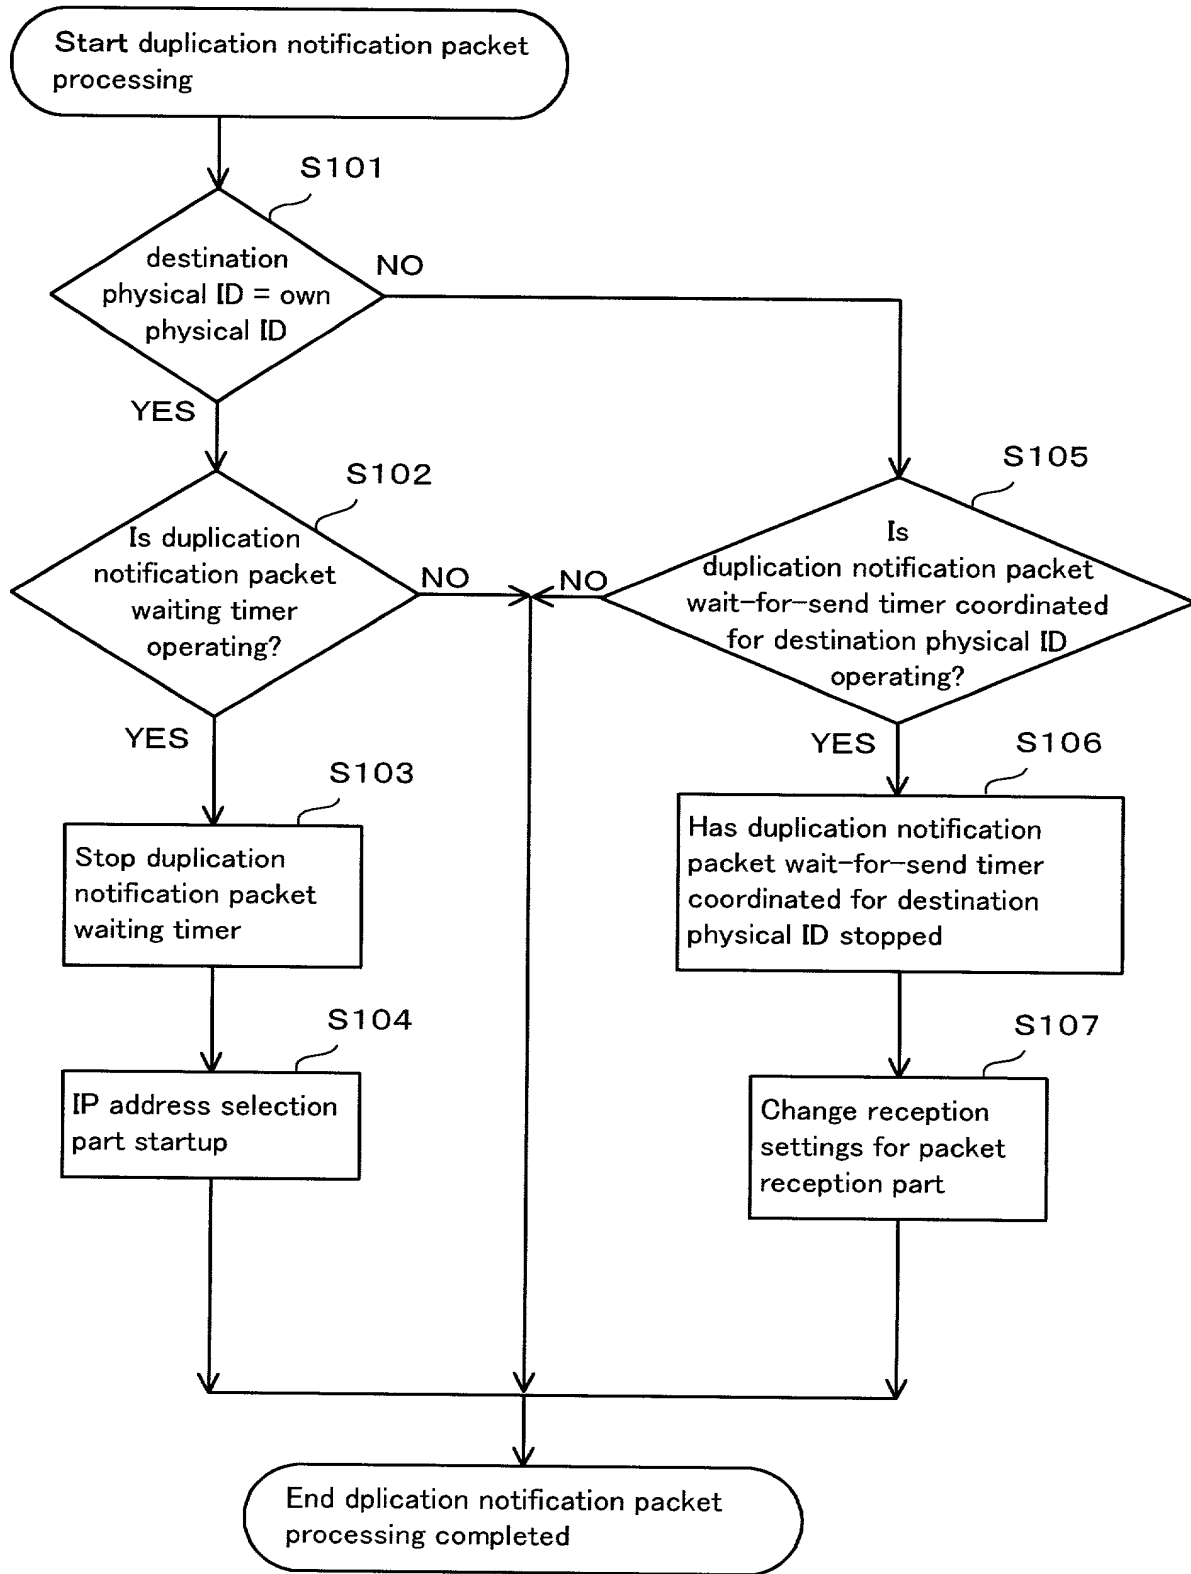 Start duplication notification packet
processing
S101
destination
physical ID = own
physical ID
NO
YES
S102
Is duplication
notification packet
waiting timer
operating?
NO
YES
S103
Stop duplication
notification packet
waiting timer
S104
IP address selection
part startup
S105
Is
duplication notification packet
wait-for-send timer coordinated
for destination physical ID
operating?
NO
YES
S106
Has duplication notification
packet wait-for-send timer
coordinated for destination
physical ID stopped
S107
Change reception
settings for packet
reception part
End dplication notification packet
processing completed